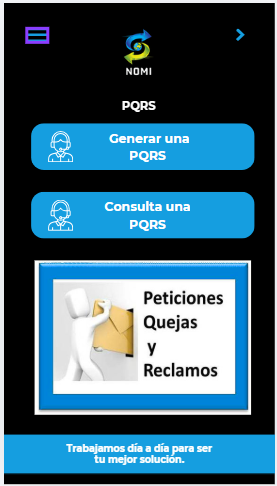 NOMI
PQRS
Generar una
PQRS
Consulta una
PQRS
Peticiones
Quejas
y
Reclamos
Trabajamos día a día para ser
tu mejor solución.